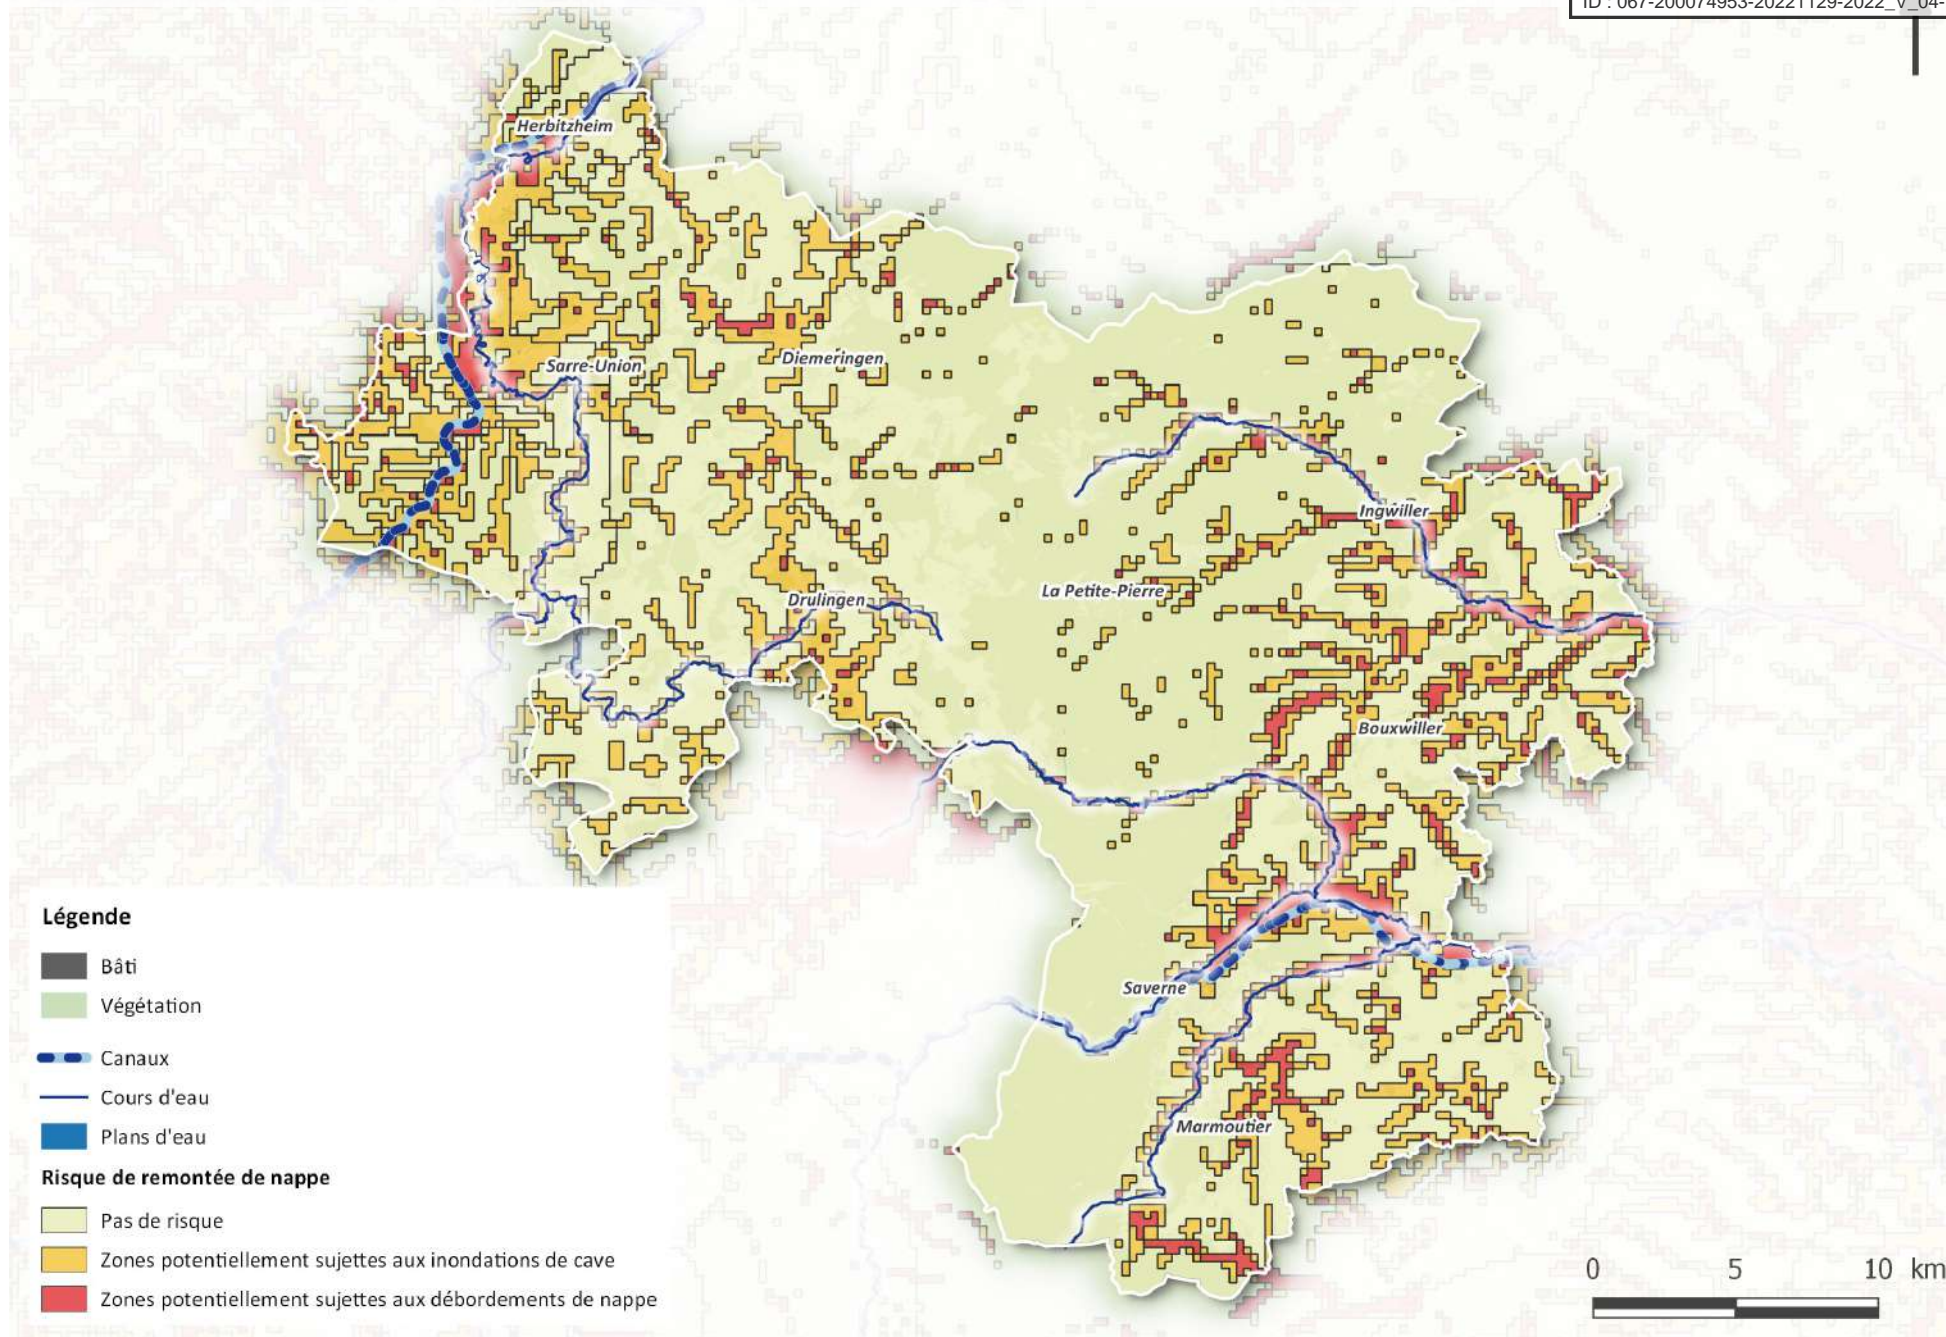 ID : 067-200074953-20221129-2022_V_04-
Herbitzheim
Sarre-Union
Diemeringen
Ingwiller
La Petite-Pierre
Drulingen
Bouxwiller
Saverne
Marmoutier
Légende
Bâti
Végétation
Canaux
Cours d'eau
Plans d'eau
Risque de remontée de nappe
Pas de risque
Zones potentiellement sujettes aux inondations de cave
Zones potentiellement sujettes aux débordements de nappe
0 5 10 km